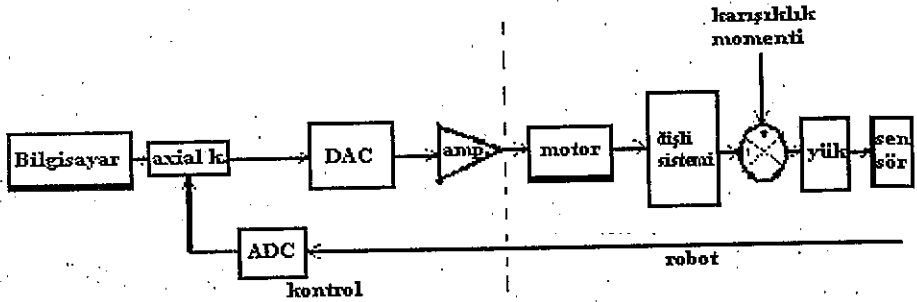 karışıklık
momenti
Bilgisayar
axial k.
DAC
amp
motor
dişli
sistemi
yük
sen
sör
ADC
kontrol
robot